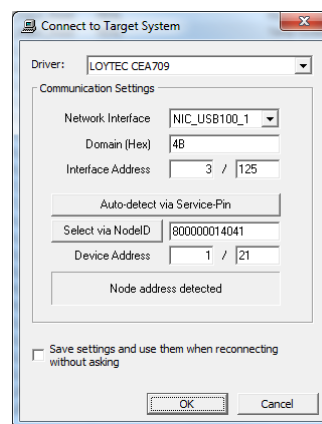 Connect to Target System
Driver: LOYTEC CEA709
Communication Settings
Network Interface NIC_USB100_1
Domain (Hex) 4B
Interface Address 3 / 125
Auto-detect via Service-Pin
Select via NodeID 800000014041
Device Address 1 / 21
Node address detected
Save settings and use them when reconnecting
without asking
OK Cancel